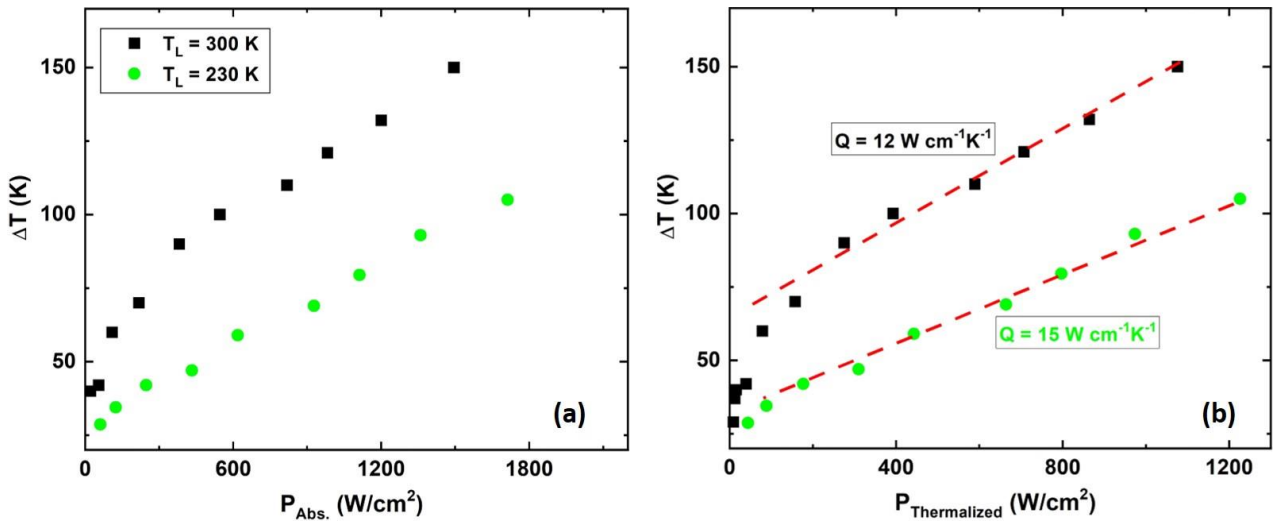 T_L = 300 K
T_L = 230 K
ΔT (K)
150
100
50
0
600
1200
1800
P_Abs. (W/cm²)
(a)
ΔT (K)
150
100
50
Q = 12 W cm⁻¹K⁻¹
Q = 15 W cm⁻¹K⁻¹
0
400
800
1200
P_Thermalized (W/cm²)
(b)